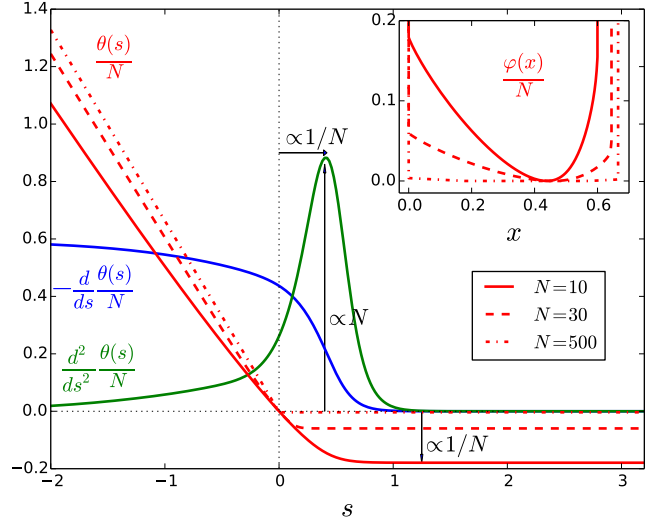 1.4
1.2
1.0
0.8
0.6
0.4
0.2
0.0
−0.2
−2
−1
0
1
2
3
s
θ(s)/N
∝1/N
−d/ds θ(s)/N
d²/ds² θ(s)/N
∝N
∝1/N
0.2
0.1
0.0
0.0
0.2
0.4
0.6
x
φ(x)/N
N=10
N=30
N=500